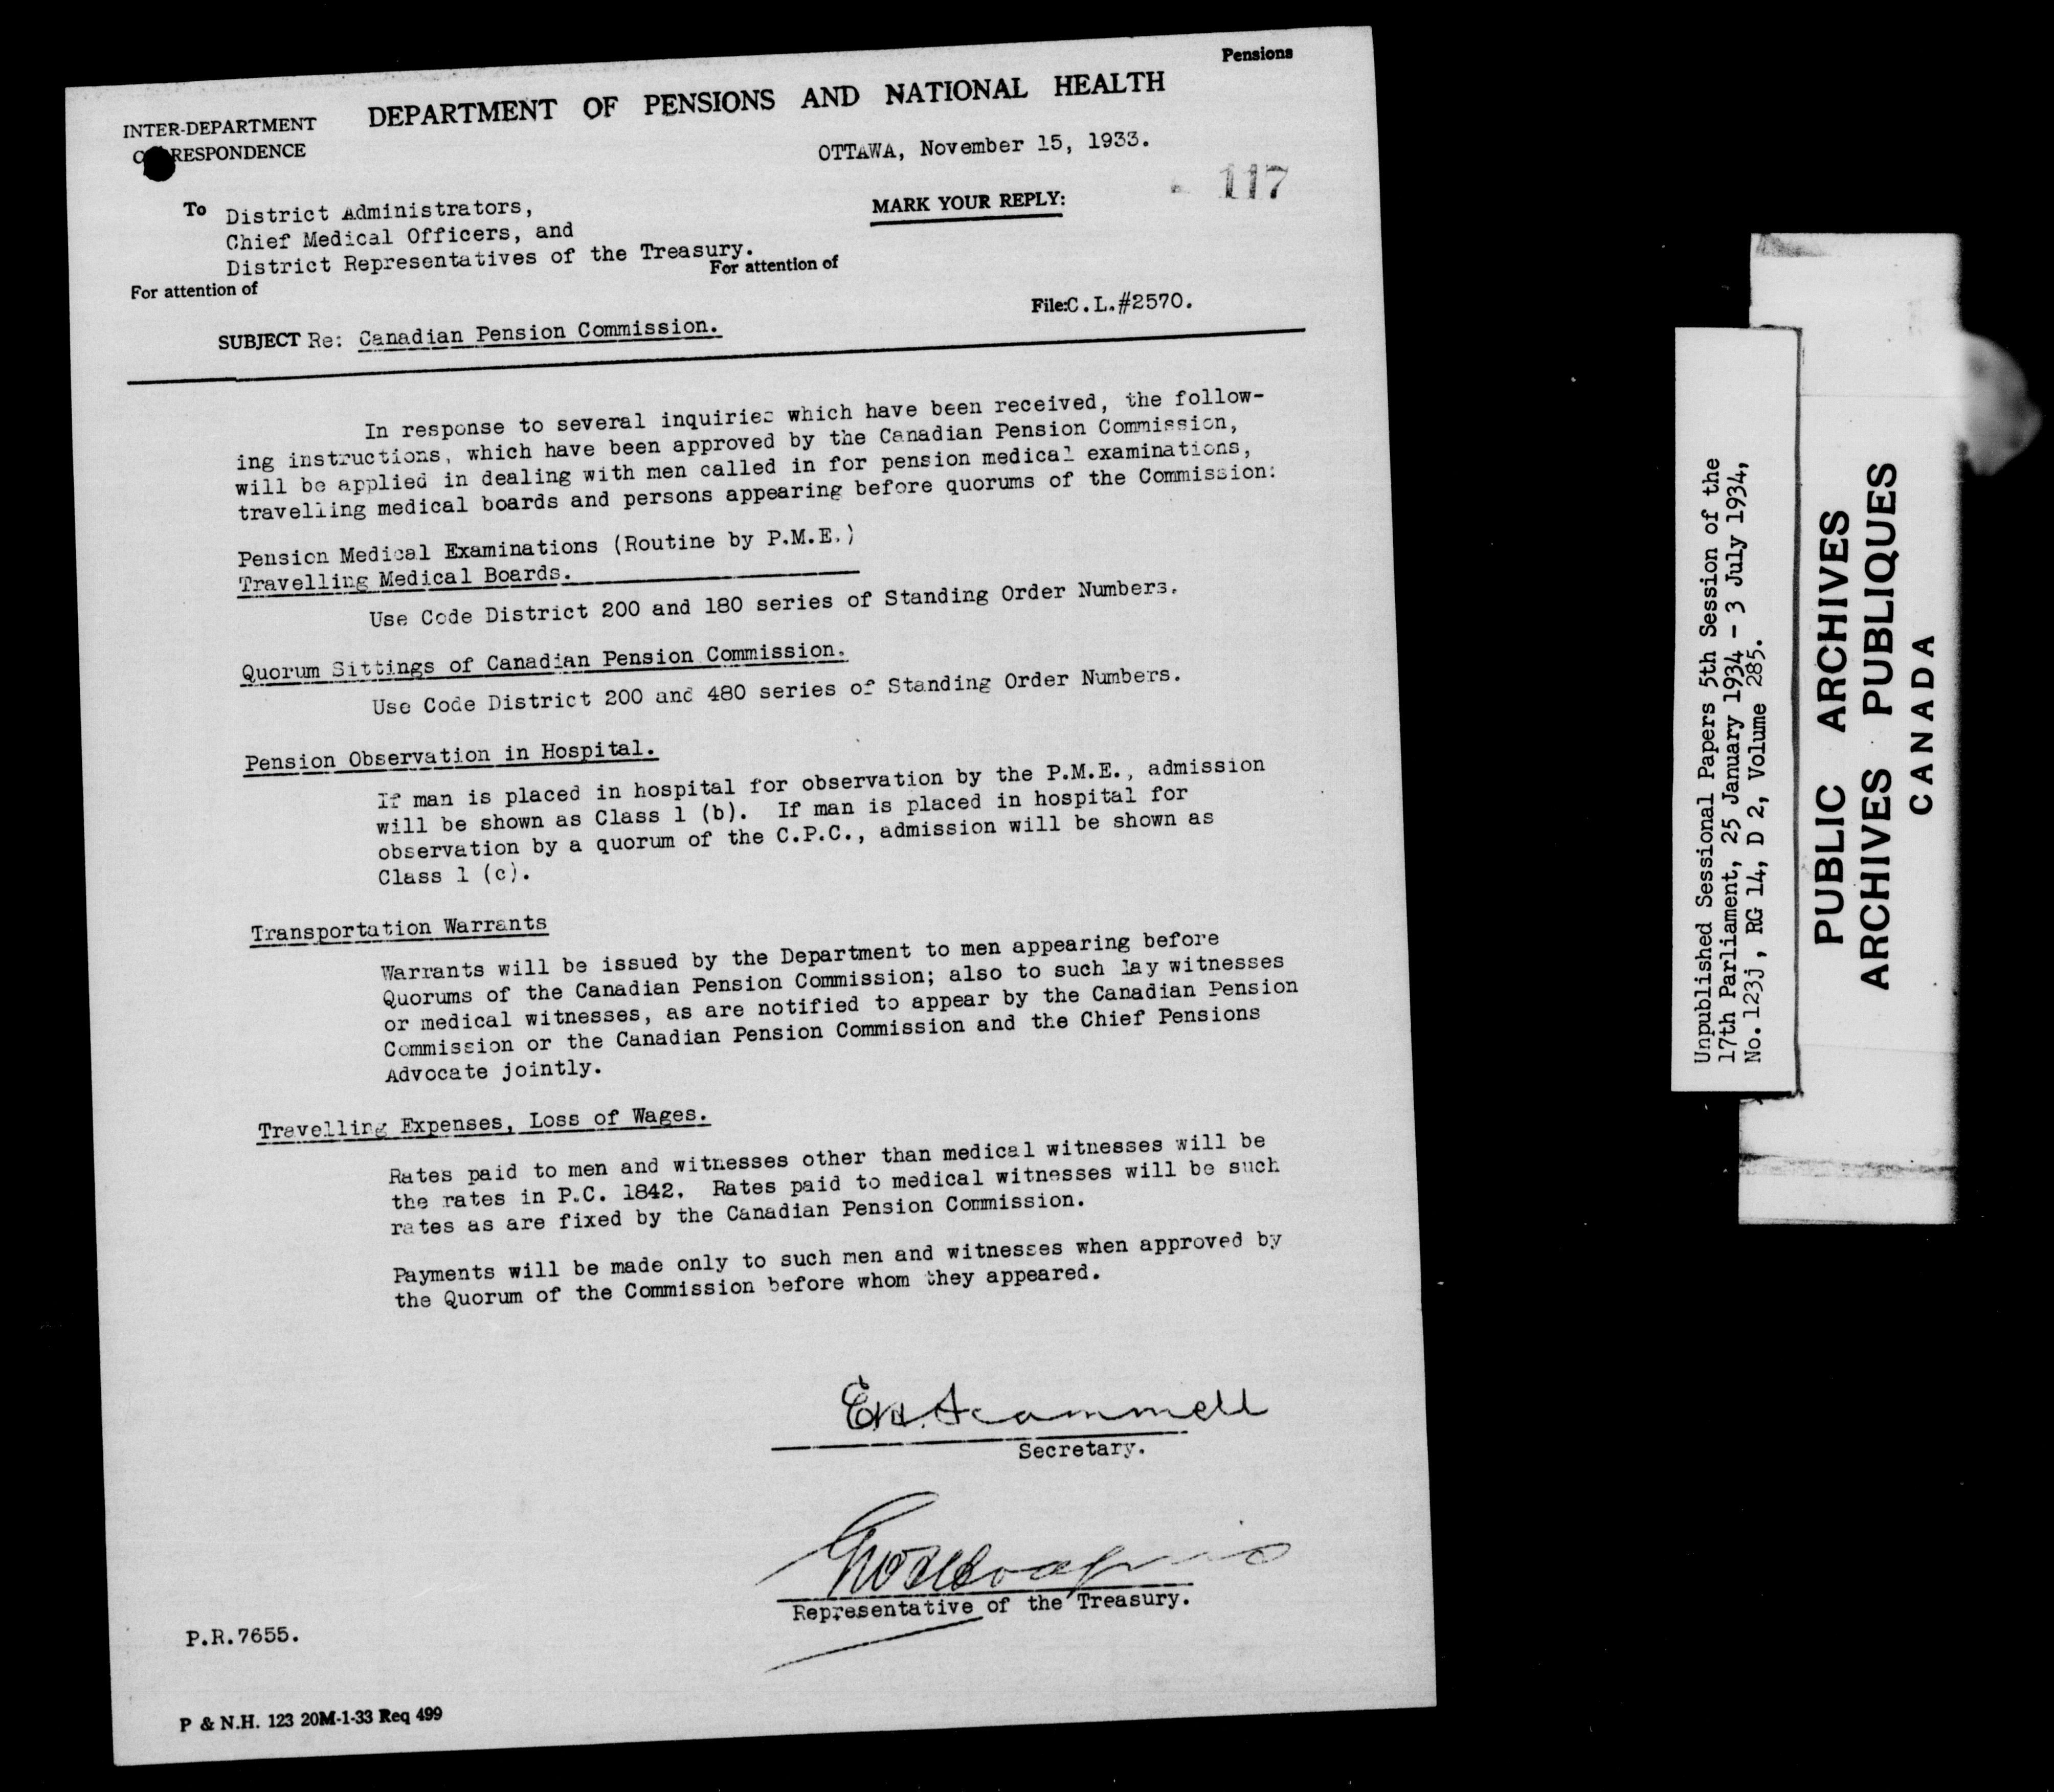 Pensions
DEPARTMENT OF PENSIONS AND NATIONAL HEALTH
INTER-DEPARTMENT
C RESPONDENCE
OTTAWA, November 15, 1933.
117
To District Administrators,
Chief Medical Officers, and
District Representatives of the Treasury.
MARK YOUR REPLY:
For attention of
For attention of
File:C.L.#2570.
SUBJECT Re: Canadian Pension Commission.
In response to several inquiries which have been received, the follow-
ing instructions, which have been approved by the Canadian Pension Commission,
will be applied in dealing with men called in for pension medical examinations,
travelling medical boards and persons appearing before quorums of the Commission:
Pension Medical Examinations (Routine by P.M.E.)
Travelling Medical Boards.
Use Code District 200 and 180 series of Standing Order Numbers.
Quorum Sittings of Canadian Pension Commission.
Use Code District 200 and 480 series of Standing Order Numbers.
Pension Observation in Hospital.
If man is placed in hospital for observation by the P.M.E., admission
will be shown as Class 1 (b). If man is placed in hospital for
observation by a quorum of the C.P.C., admission will be shown as
Class 1 (c).
Transportation Warrants
Warrants will be issued by the Department to men appearing before
Quorums of the Canadian Pension Commission; also to such lay witnesses
or medical witnesses, as are notified to appear by the Canadian Pension
Commission or the Canadian Pension Commission and the Chief Pensions
Advocate jointly.
Travelling Expenses, Loss of Wages.
Rates paid to men and witnesses other than medical witnesses will be
the rates in P.C. 1842. Rates paid to medical witnesses will be such
rates as are fixed by the Canadian Pension Commission.
Payments will be made only to such men and witnesses when approved by
the Quorum of the Commission before whom they appeared.
E.H. Scammell
Secretary.
Representative of the Treasury.
P.R.7655.
P & N.H. 123 20M-1-33 Req 499
Unpublished Sessional Papers 5th Session of the
17th Parliament, 25 January 1934 - 3 July 1934,
No. 123j, RG 14, D 2, Volume 285.
PUBLIC ARCHIVES
ARCHIVES PUBLIQUES
CANADA